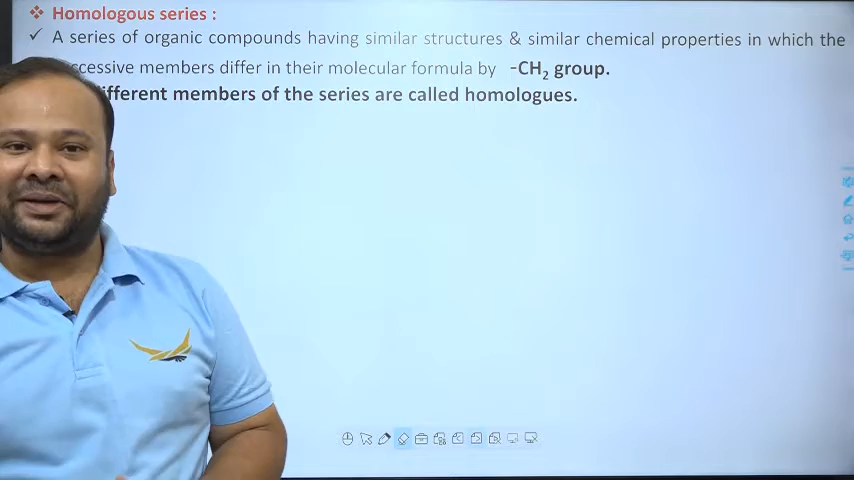 ❖ Homologous series :
✓ A series of organic compounds having similar structures & similar chemical properties in which the
ccessive members differ in their molecular formula by -CH₂ group.
ifferent members of the series are called homologues.